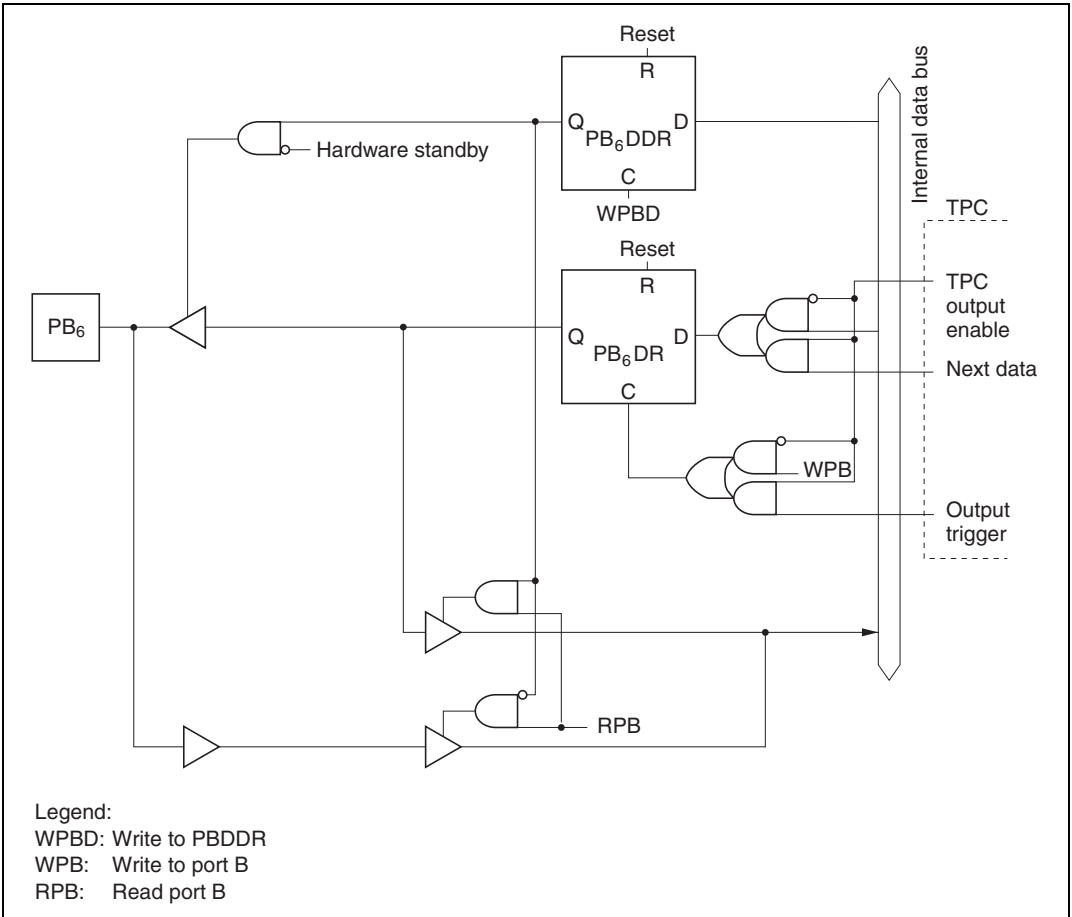 Reset
R
Internal data bus
Q
D
PB₆DDR
Hardware standby
C
WPBD
TPC
Reset
R
TPC
output
enable
PB₆
Q
D
PB₆DR
Next data
C
WPB
Output
trigger
RPB
Legend:
WPBD: Write to PBDDR
WPB: Write to port B
RPB: Read port B